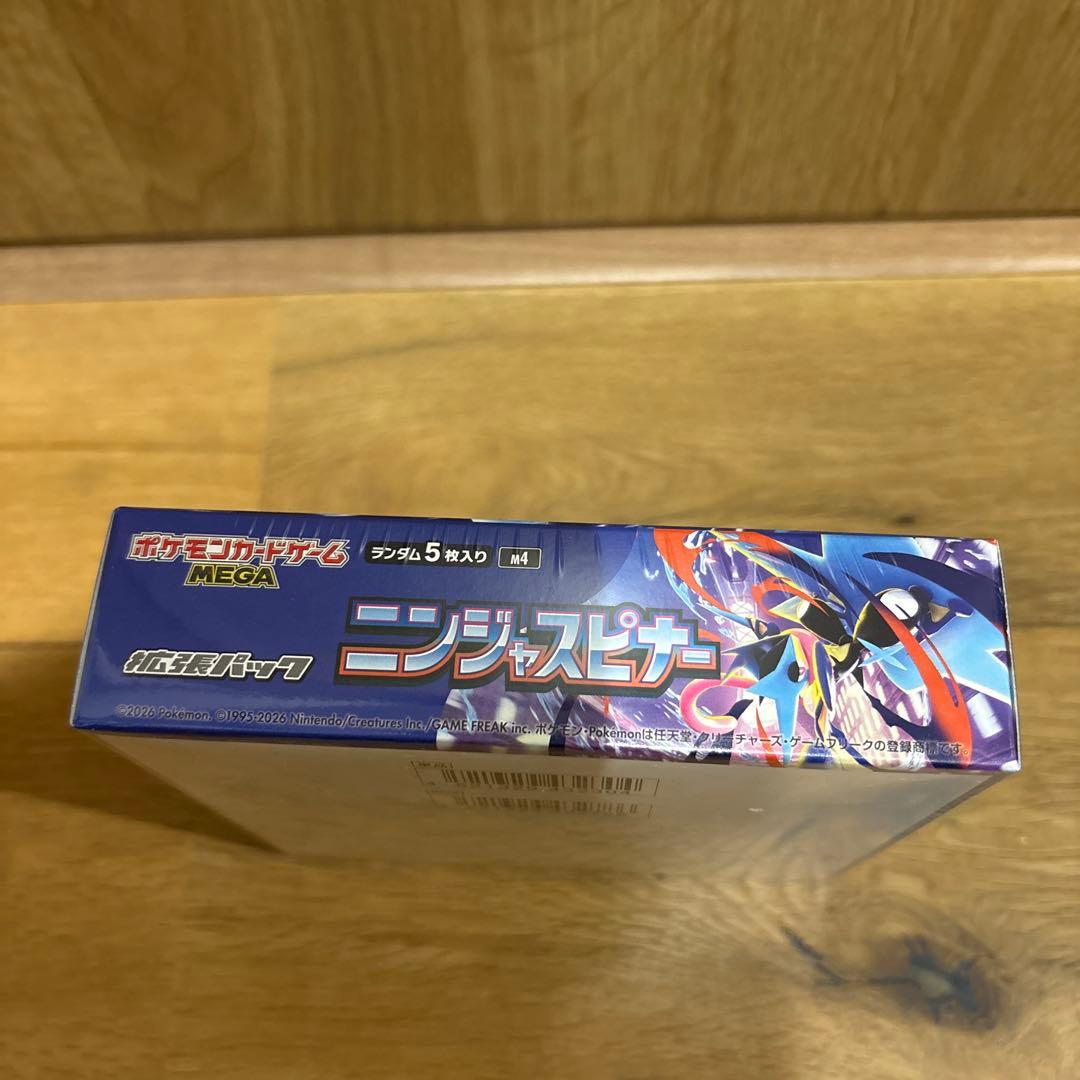 ポケモンカードゲーム
MEGA
ランダム5枚入り M4
拡張パック
ニンジャスピナー
©2026 Pokémon. ©1995-2026 Nintendo/Creatures Inc./GAME FREAK inc. ポケモン・Pokémonは任天堂・クリーチャーズ・ゲームフリークの登録商標です。